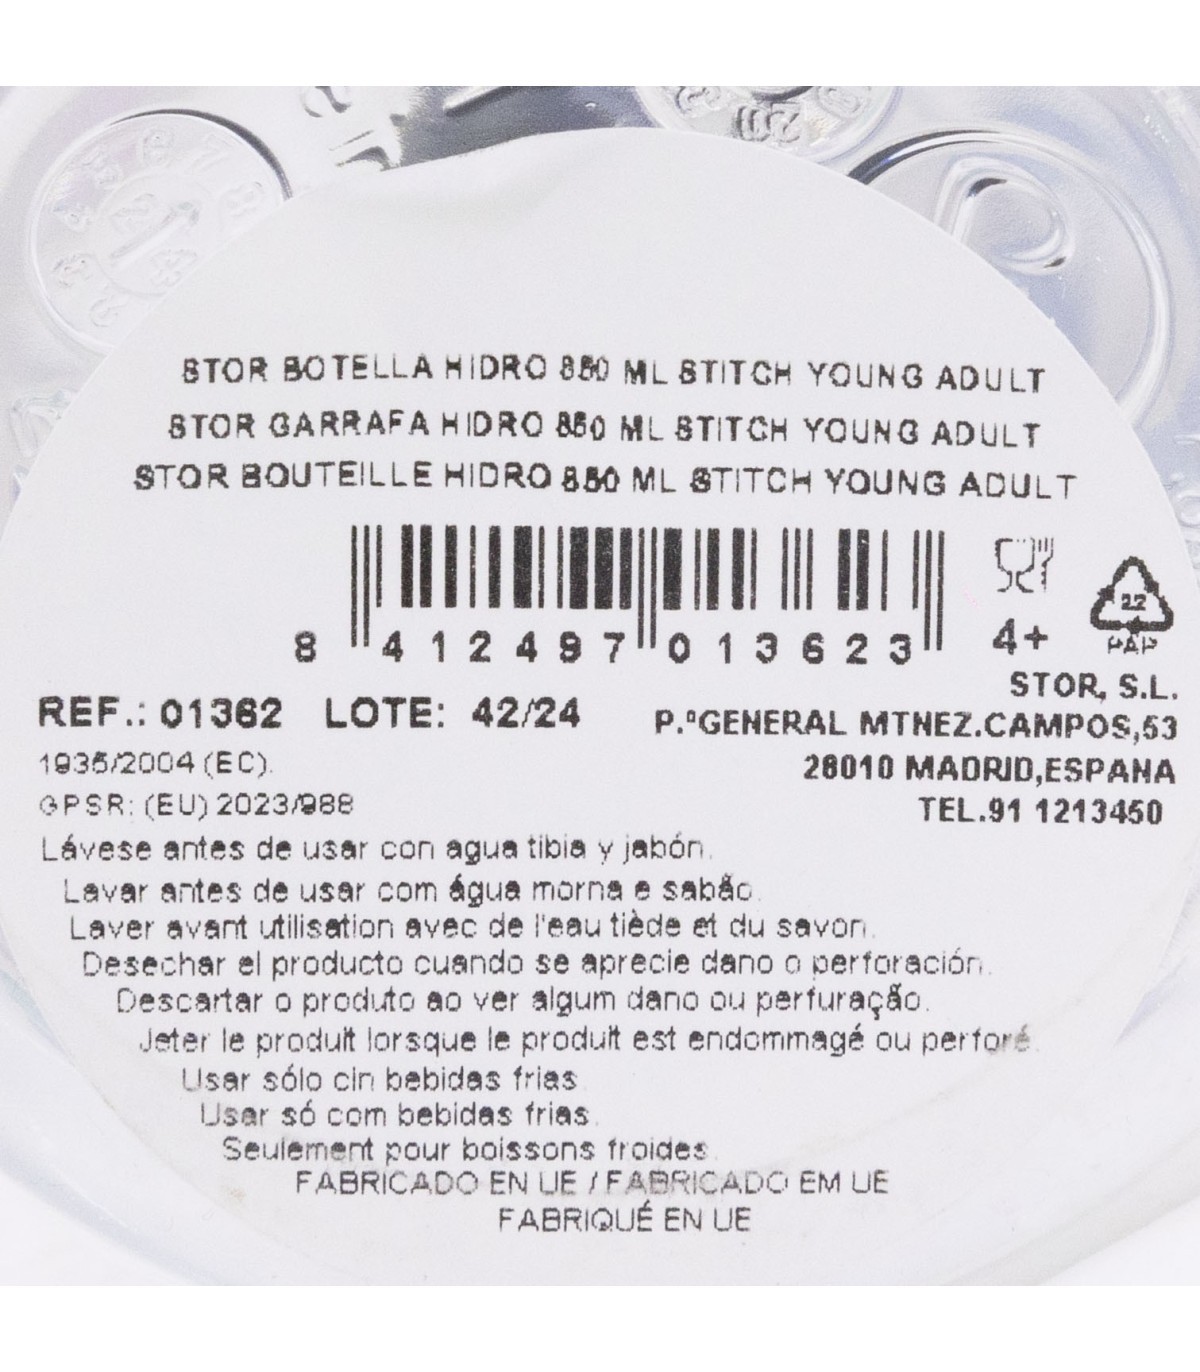 STOR BOTELLA HIDRO 850 ML STITCH YOUNG ADULT
STOR GARRAFA HIDRO 850 ML STITCH YOUNG ADULT
STOR BOUTEILLE HIDRO 850 ML STITCH YOUNG ADULT
8 412497 013623
4+
22
PAP
STOR, S.L.
REF.: 01362 LOTE: 42/24
P.ªGENERAL MTNEZ.CAMPOS,53
1935/2004 (EC).
28010 MADRID,ESPANA
GPSR: (EU) 2023/988
TEL.91 1213450
Lávese antes de usar con agua tibia y jabón.
Lavar antes de usar com água morna e sabão.
Laver avant utilisation avec de l'eau tiède et du savon.
Desechar el producto cuando se aprecie dano o perforación.
Descartar o produto ao ver algum dano ou perfuração.
Jeter le produit lorsque le produit est endommagé ou perforé.
Usar sólo cin bebidas frias
Usar só com bebidas frias.
Seulement pour boissons froides
FABRICADO EN UE / FABRICADO EM UE
FABRIQUÉ EN UE